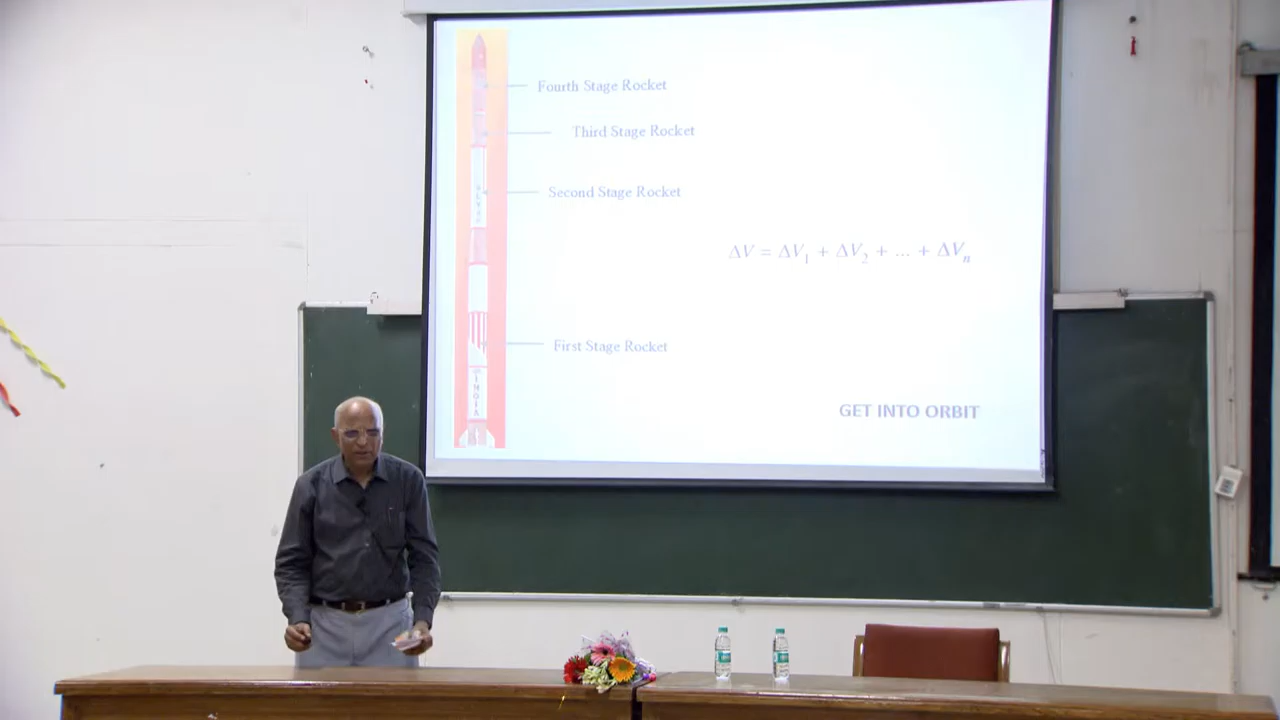 Fourth Stage Rocket
Third Stage Rocket
Second Stage Rocket
ΔV = ΔV₁ + ΔV₂ + ... + ΔVₙ
First Stage Rocket
INDIA
GET INTO ORBIT